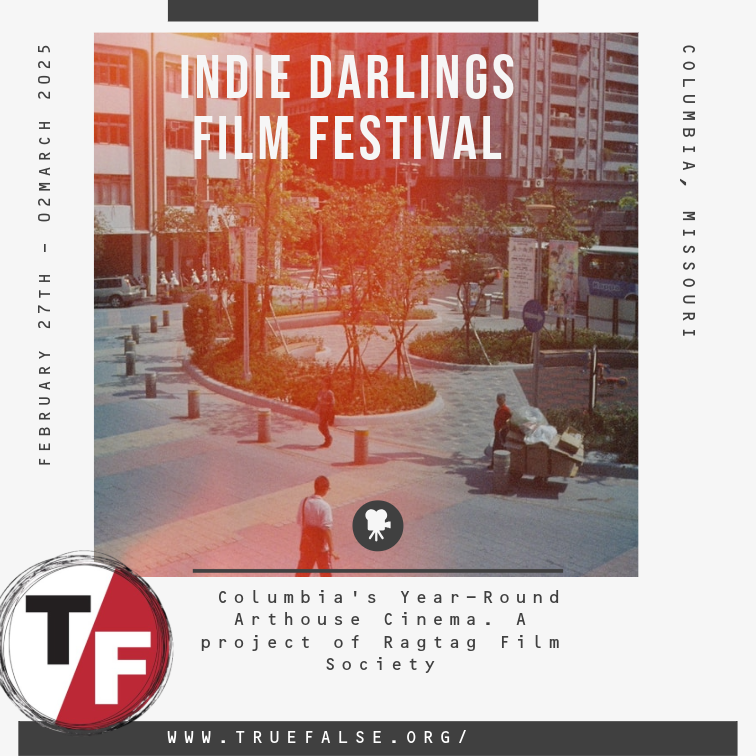 INDIE DARLINGS
FILM FESTIVAL
FEBRUARY 27TH - 02MARCH 2025
COLUMBIA, MISSOURI
Columbia's Year-Round
Arthouse Cinema. A
project of Ragtag Film
Society
TF
WWW.TRUEFALSE.ORG/